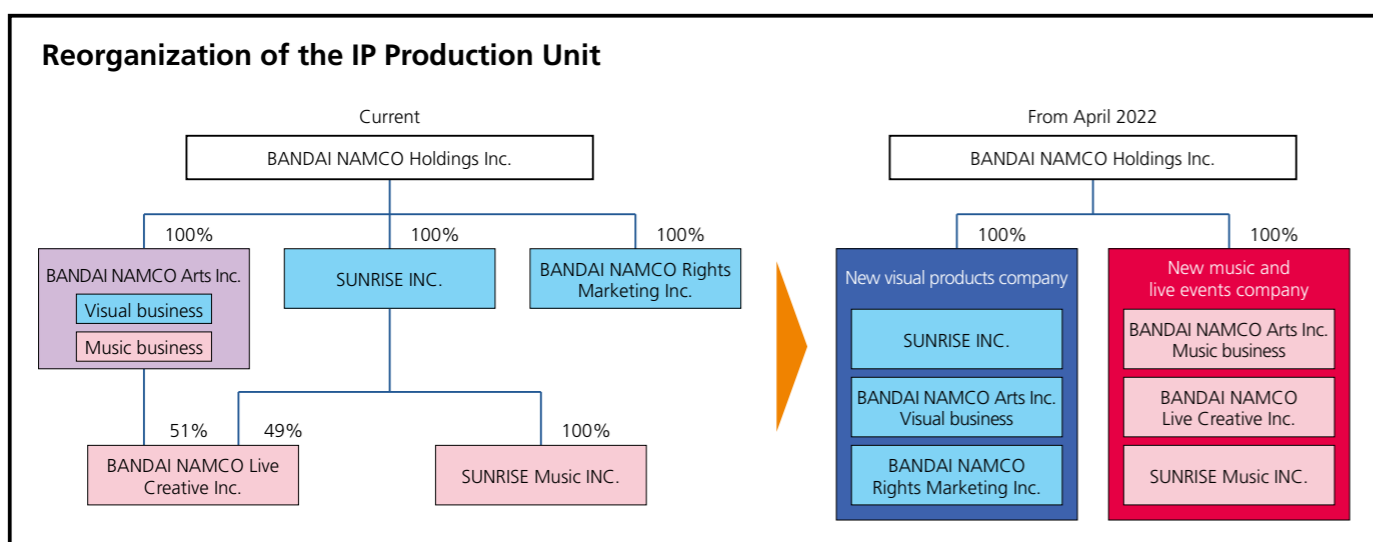 Reorganization of the IP Production Unit
Current
BANDAI NAMCO Holdings Inc.
100%
100%
100%
BANDAI NAMCO Arts Inc.
Visual business
Music business
SUNRISE INC.
BANDAI NAMCO Rights
Marketing Inc.
51%
49%
100%
BANDAI NAMCO Live
Creative Inc.
SUNRISE Music INC.
From April 2022
BANDAI NAMCO Holdings Inc.
100%
100%
New visual products company
SUNRISE INC.
BANDAI NAMCO Arts Inc.
Visual business
BANDAI NAMCO
Rights Marketing Inc.
New music and
live events company
BANDAI NAMCO Arts Inc.
Music business
BANDAI NAMCO
Live Creative Inc.
SUNRISE Music INC.